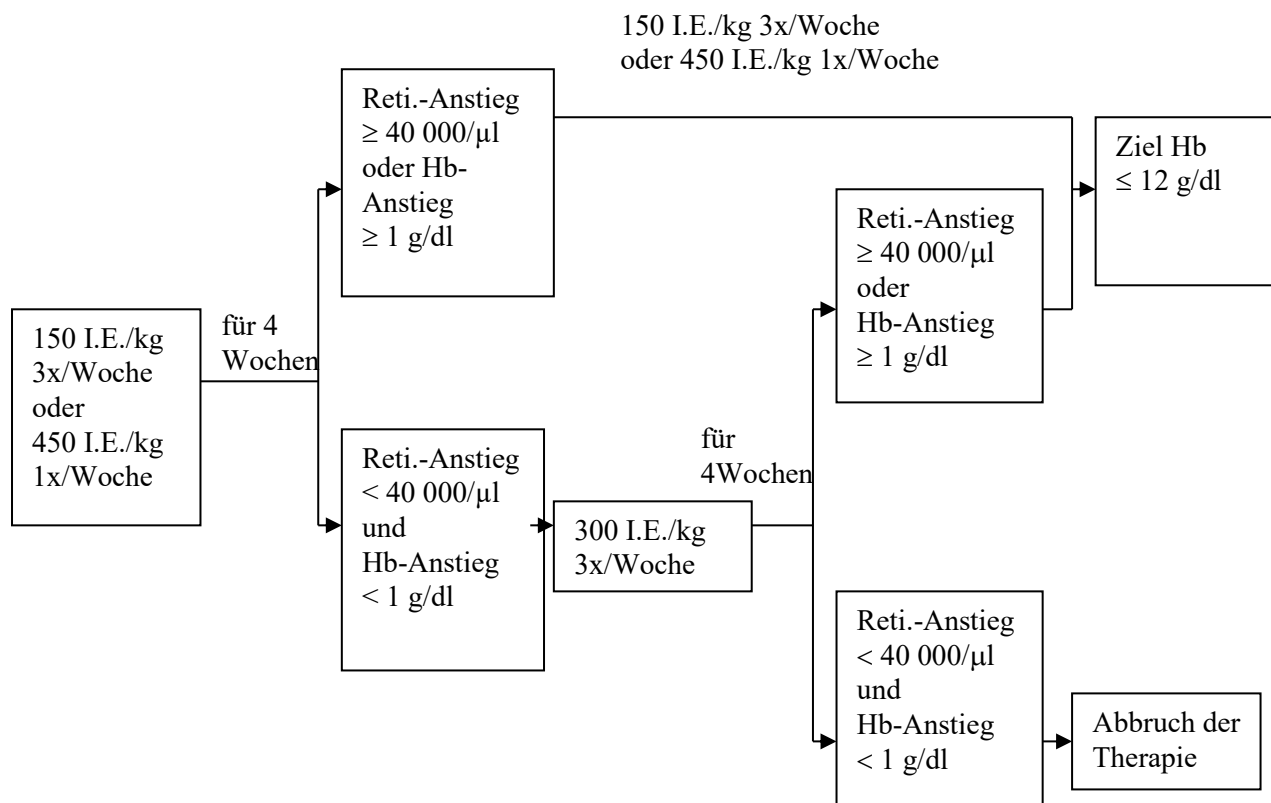 150 I.E./kg 3x/Woche
oder 450 I.E./kg 1x/Woche
150 I.E./kg
3x/Woche
oder
450 I.E./kg
1x/Woche
für 4
Wochen
Reti.-Anstieg
≥ 40 000/µl
oder Hb-
Anstieg
≥ 1 g/dl
Reti.-Anstieg
< 40 000/µl
und
Hb-Anstieg
< 1 g/dl
300 I.E./kg
3x/Woche
für
4Wochen
Reti.-Anstieg
≥ 40 000/µl
oder
Hb-Anstieg
≥ 1 g/dl
Reti.-Anstieg
< 40 000/µl
und
Hb-Anstieg
< 1 g/dl
Ziel Hb
≤ 12 g/dl
Abbruch der
Therapie